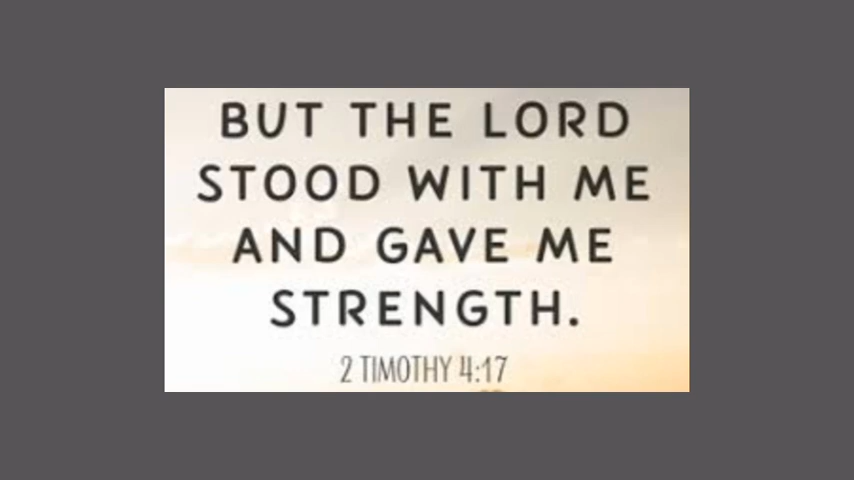 BUT THE LORD
STOOD WITH ME
AND GAVE ME
STRENGTH.
2 TIMOTHY 4:17